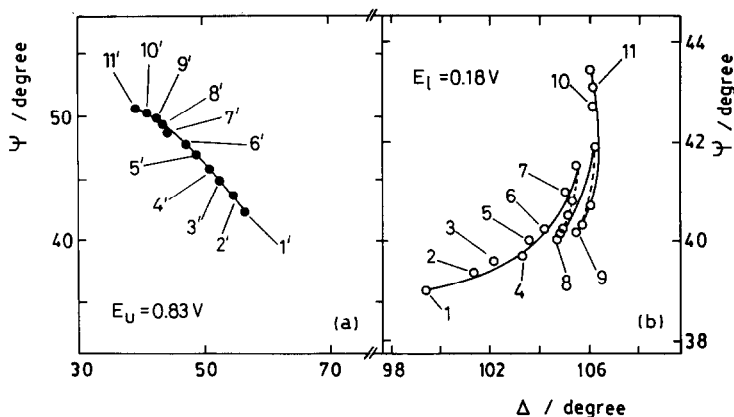 ψ / degree
50
40
30 50 70
11' 10' 9' 8' 7' 6' 5' 4' 3' 2' 1'
E_u = 0.83 V
(a)
E_l = 0.18 V
1 2 3 4 5 6 7 8 9 10 11
(b)
44
42
40
38
ψ / degree
98 102 106
Δ / degree